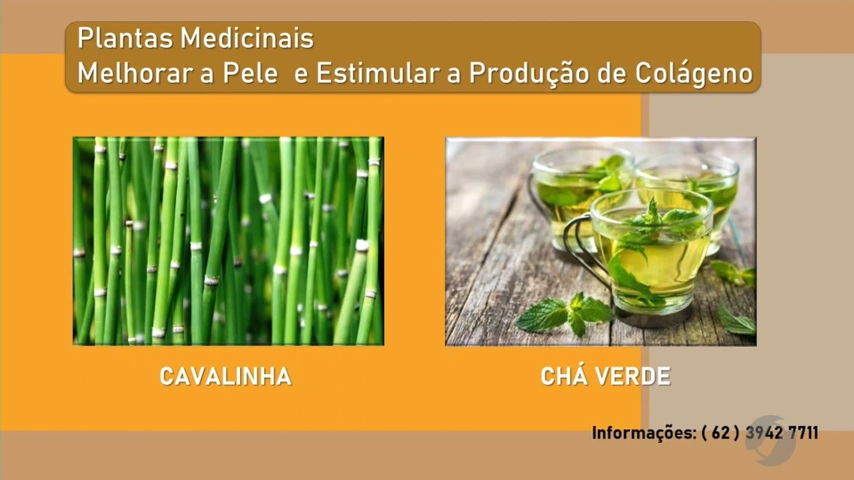 Plantas Medicinais
Melhorar a Pele e Estimular a Produção de Colágeno
CAVALINHA
CHÁ VERDE
Informações: ( 62 ) 3942 7711